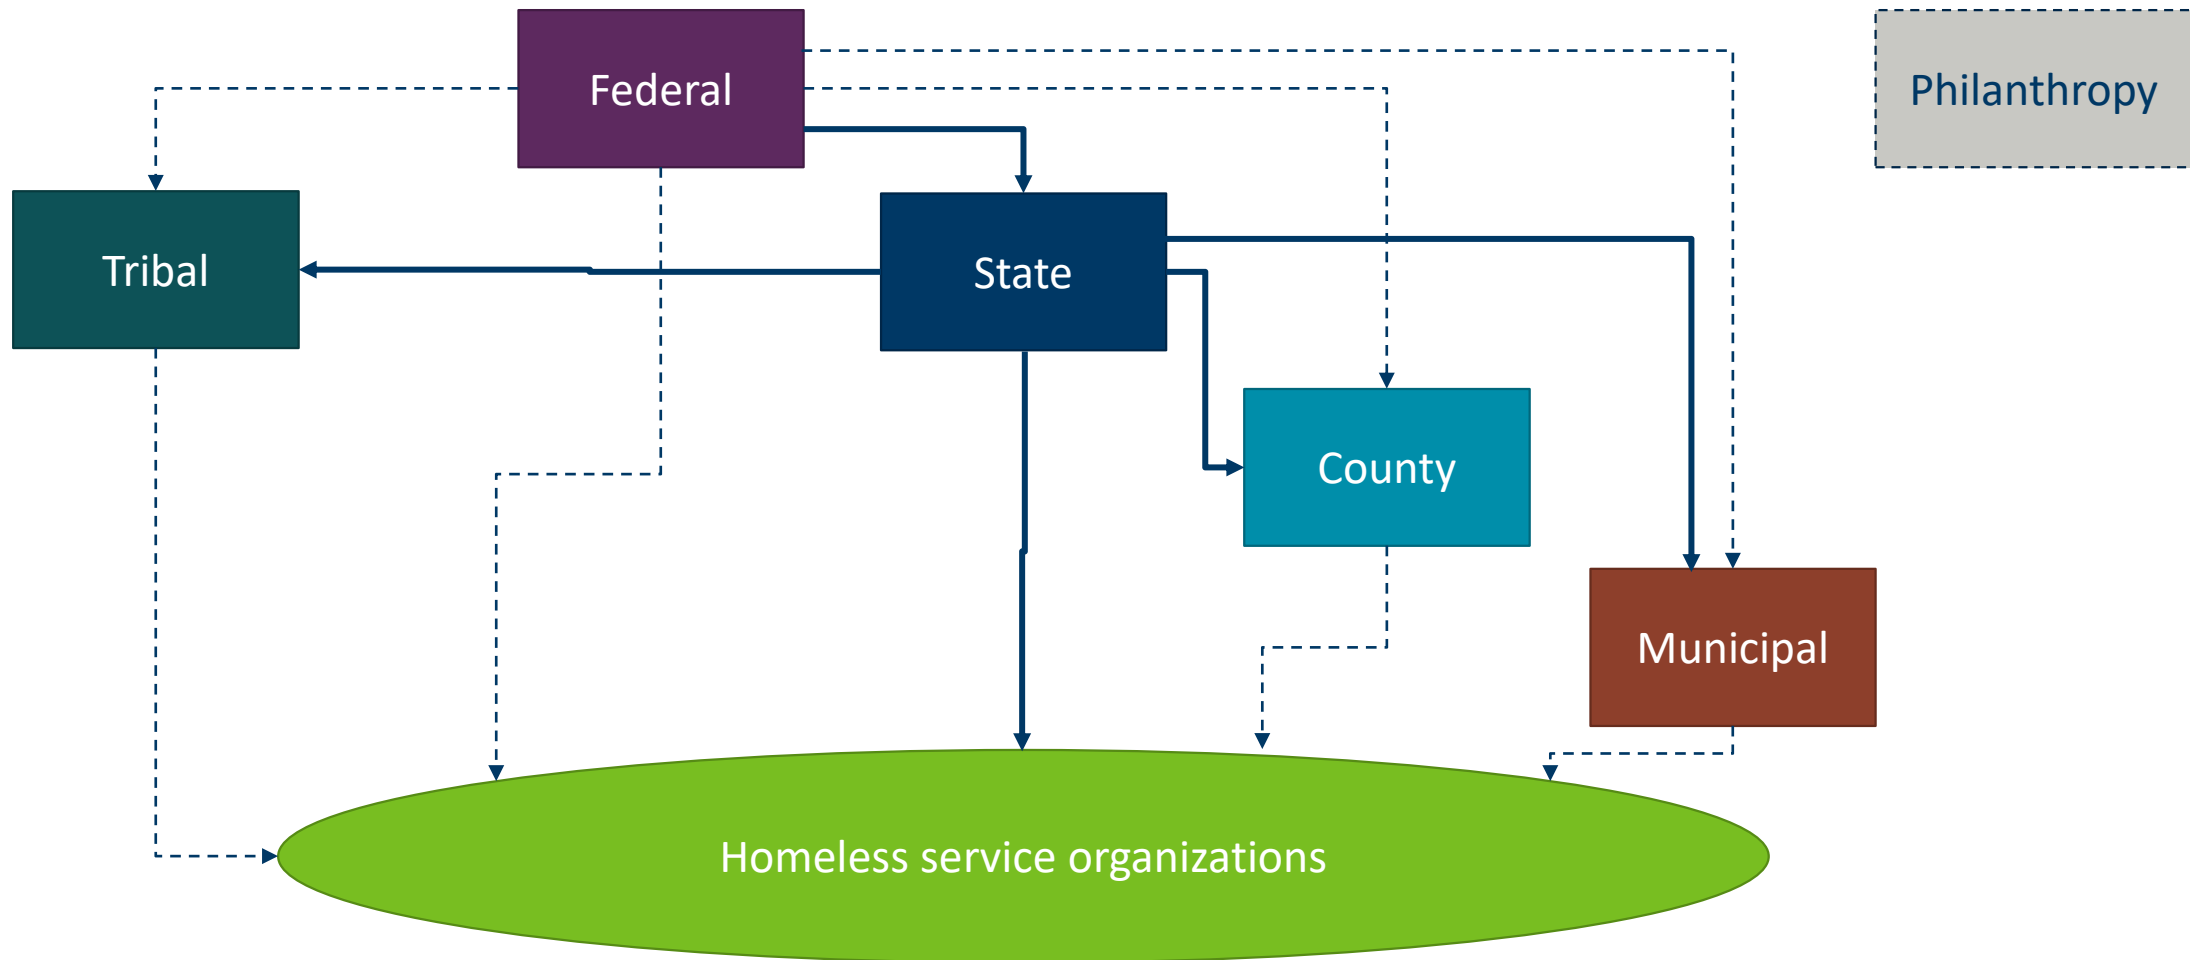 Federal
Philanthropy
Tribal
State
County
Municipal
Homeless service organizations